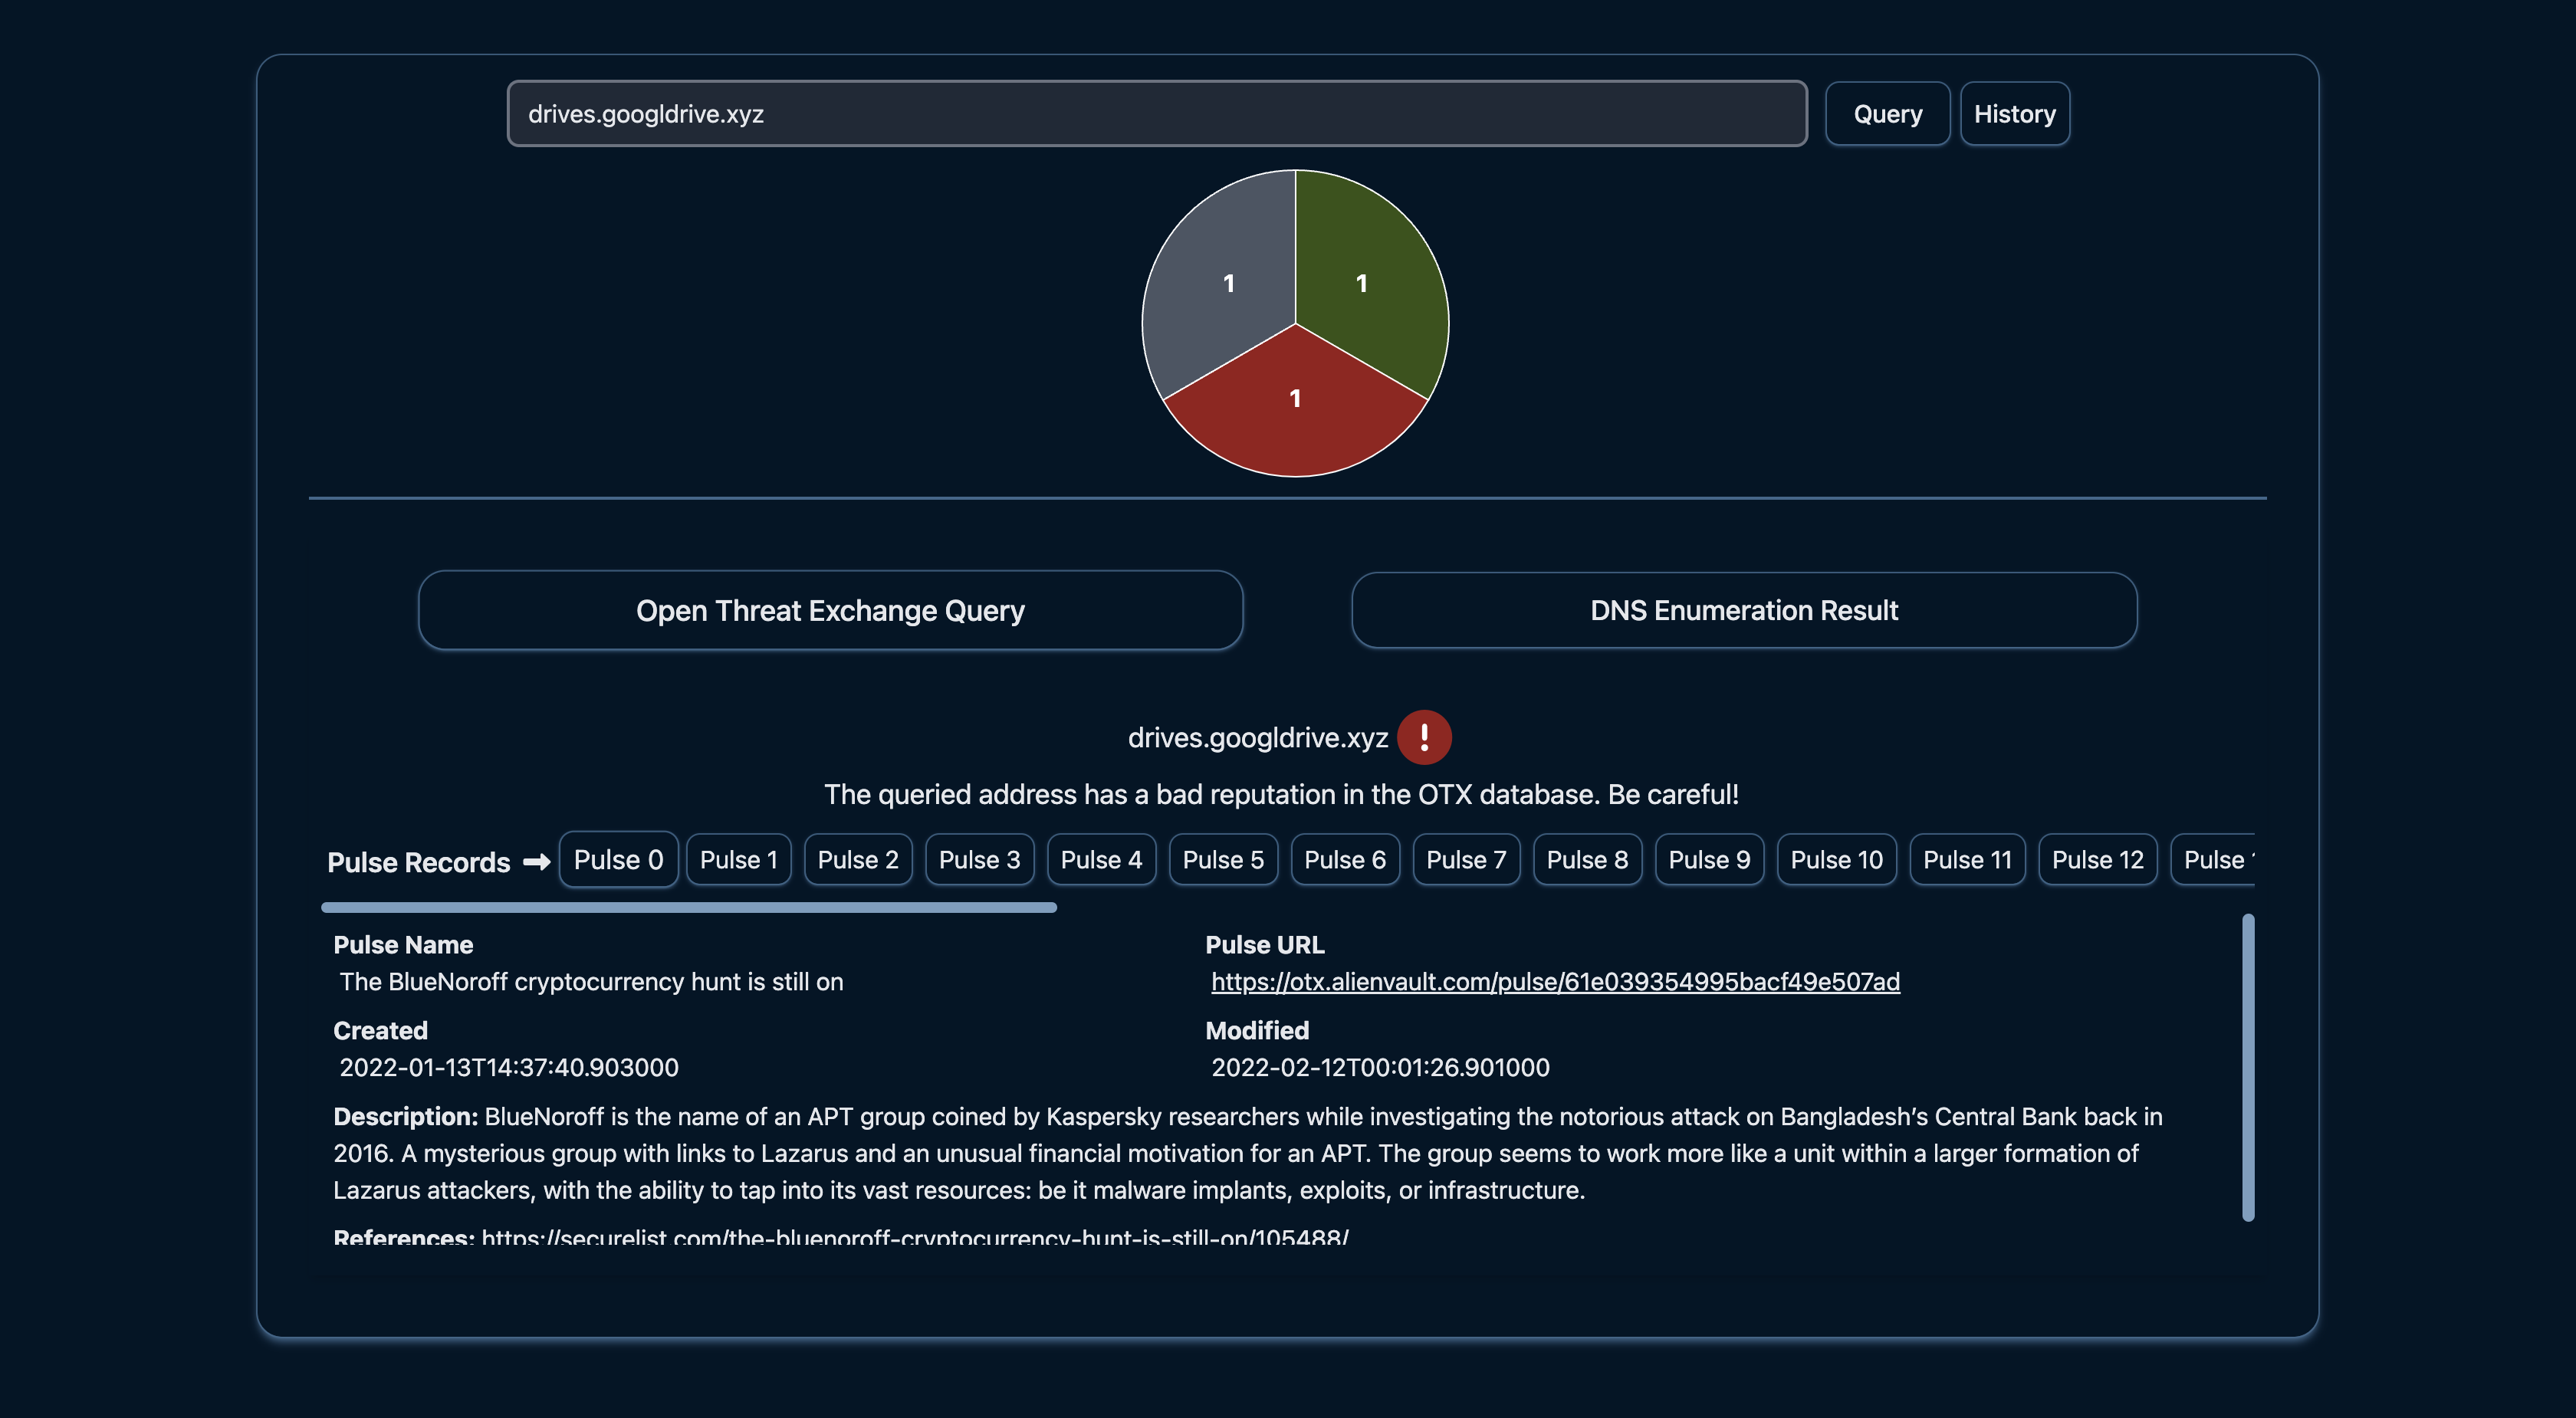 drives.googldrive.xyz
Query
History
1
1
1
Open Threat Exchange Query
DNS Enumeration Result
drives.googldrive.xyz
!
The queried address has a bad reputation in the OTX database. Be careful!
Pulse Records ➡ Pulse 0 Pulse 1 Pulse 2 Pulse 3 Pulse 4 Pulse 5 Pulse 6 Pulse 7 Pulse 8 Pulse 9 Pulse 10 Pulse 11 Pulse 12 Pulse
Pulse Name
The BlueNoroff cryptocurrency hunt is still on
Pulse URL
https://otx.alienvault.com/pulse/61e039354995bacf49e507ad
Created
2022-01-13T14:37:40.903000
Modified
2022-02-12T00:01:26.901000
Description: BlueNoroff is the name of an APT group coined by Kaspersky researchers while investigating the notorious attack on Bangladesh’s Central Bank back in
2016. A mysterious group with links to Lazarus and an unusual financial motivation for an APT. The group seems to work more like a unit within a larger formation of
Lazarus attackers, with the ability to tap into its vast resources: be it malware implants, exploits, or infrastructure.
References: https://securelist.com/the-bluenoroff-cryptocurrency-hunt-is-still-on/105488/